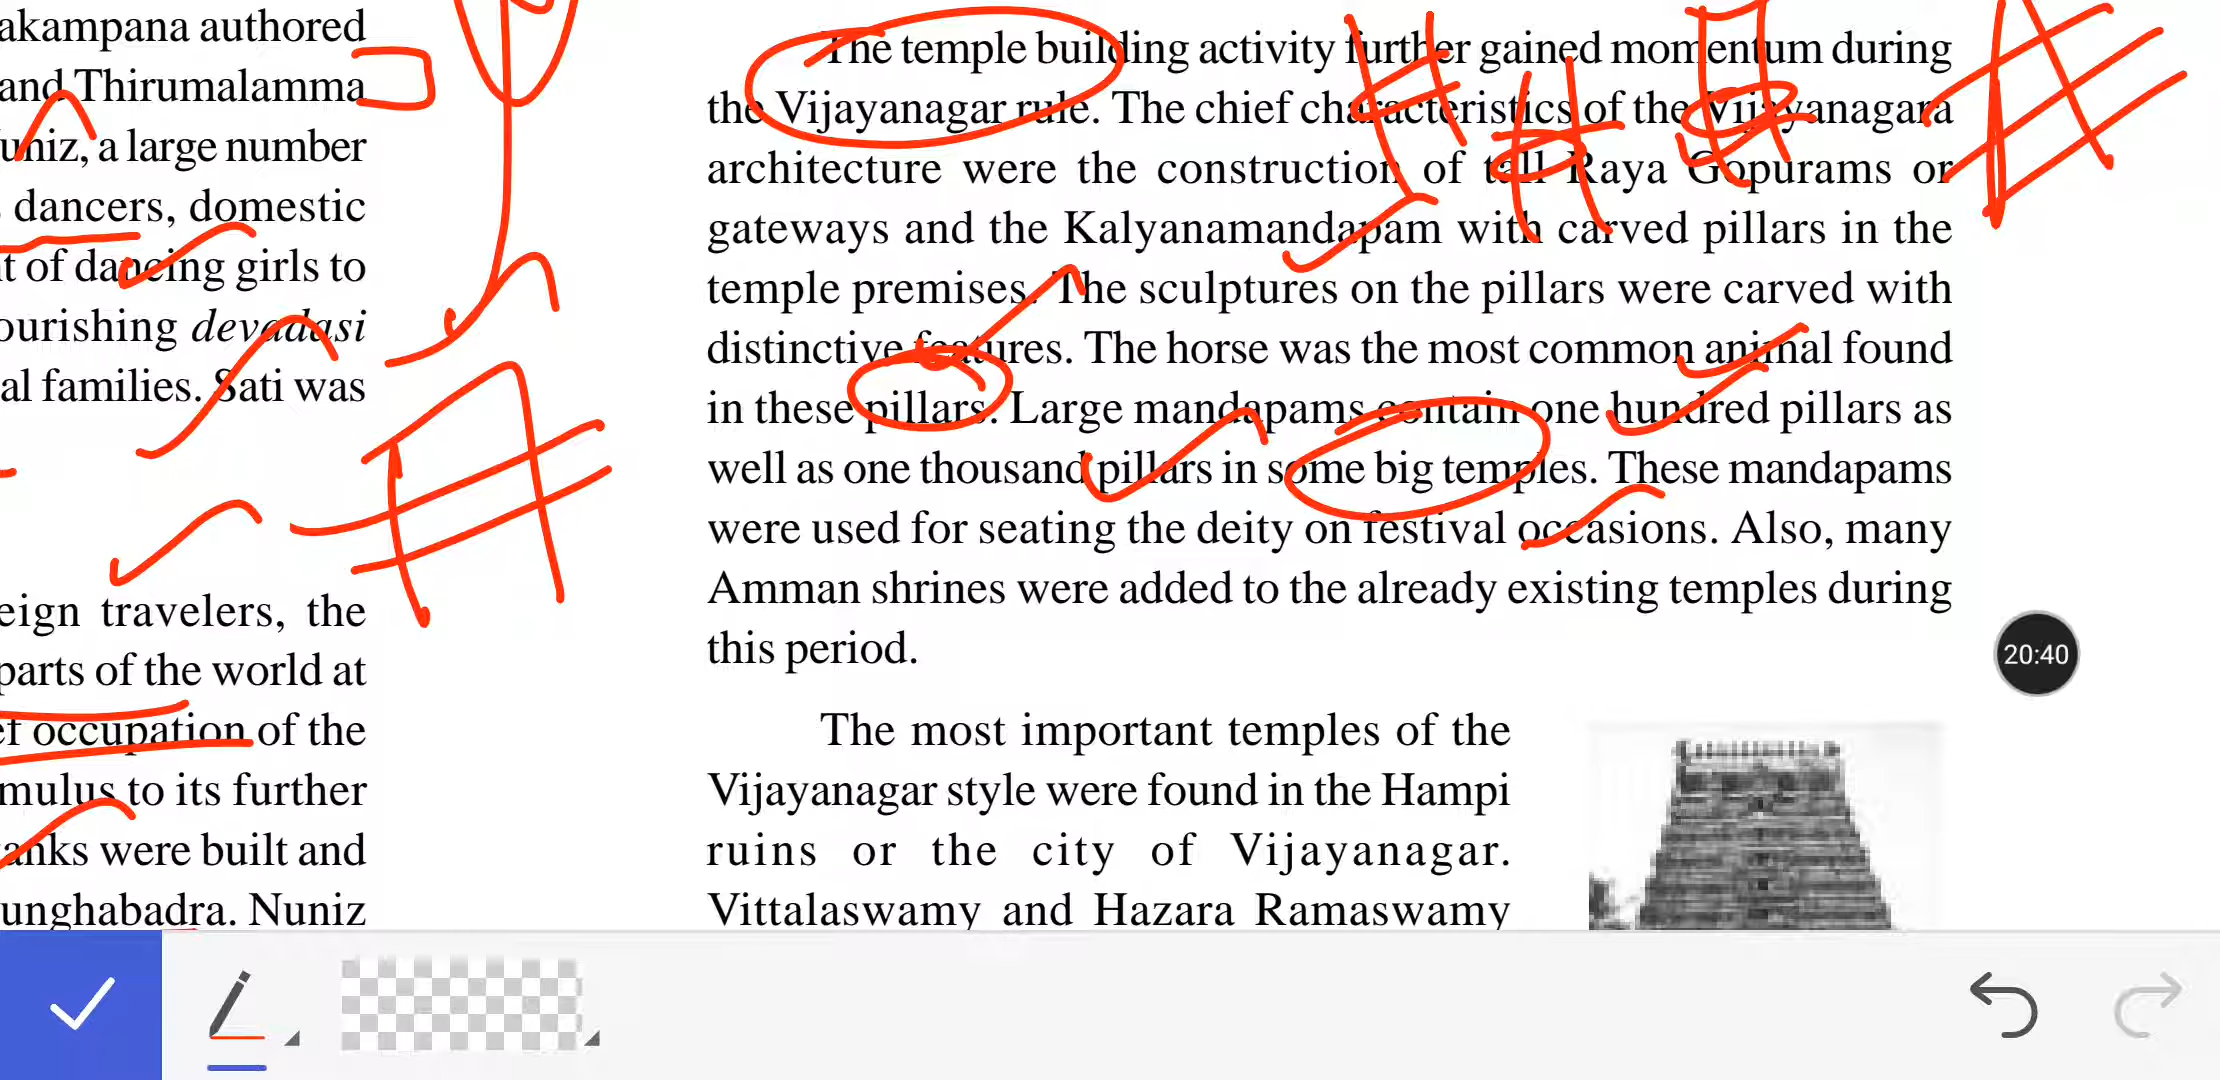 akampana authored
and Thirumalamma
uniz, a large number
dancers, domestic
t of dancing girls to
ourishing devadasi
al families. Sati was
eign travelers, the
parts of the world at
ef occupation of the
mulus to its further
anks were built and
unghabadra. Nuniz
The temple building activity further gained momentum during
the Vijayanagar rule. The chief characteristics of the Vijayanagara
architecture were the construction of tall Raya Gopurams or
gateways and the Kalyanamandapam with carved pillars in the
temple premises. The sculptures on the pillars were carved with
distinctive features. The horse was the most common animal found
in these pillars. Large mandapams contain one hundred pillars as
well as one thousand pillars in some big temples. These mandapams
were used for seating the deity on festival occasions. Also, many
Amman shrines were added to the already existing temples during
this period.
The most important temples of the
Vijayanagar style were found in the Hampi
ruins or the city of Vijayanagar.
Vittalaswamy and Hazara Ramaswamy
20:40